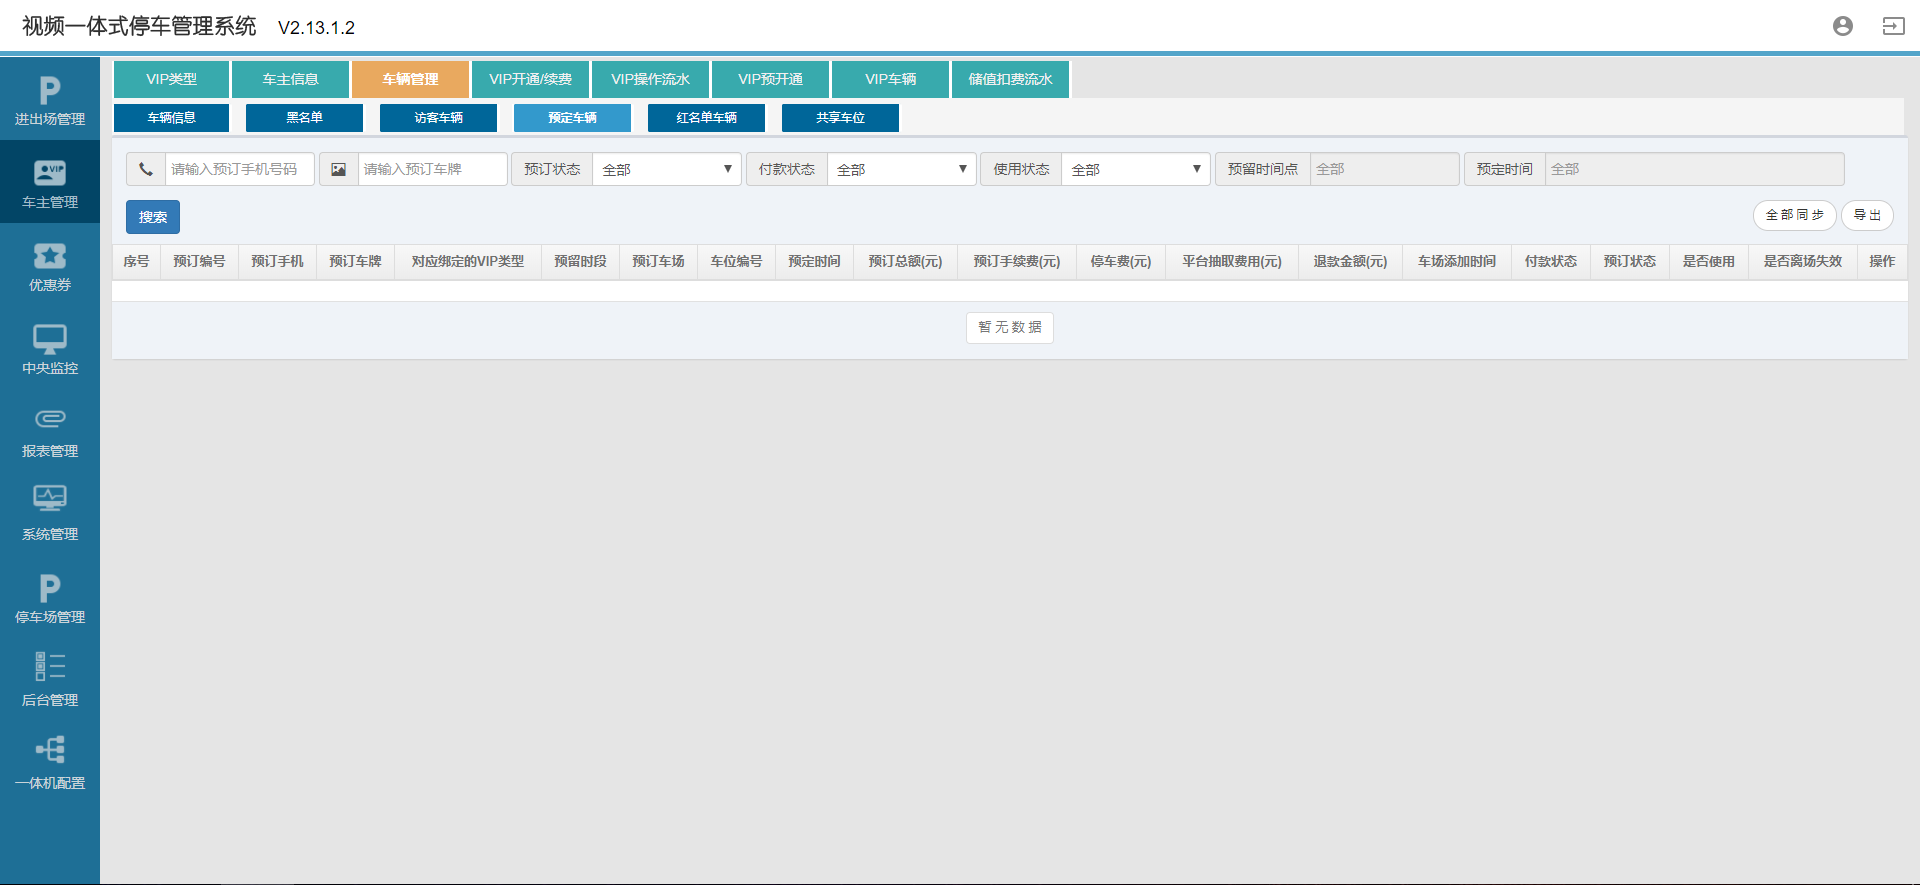 视频一体式停车管理系统 V2.13.1.2
进出场管理
车主管理
优惠券
中央监控
报表管理
系统管理
停车场管理
后台管理
一体机配置
VIP类型 车主信息 车辆管理 VIP开通/续费 VIP操作流水 VIP预开通 VIP车辆 储值扣费流水
车辆信息 黑名单 访客车辆 预定车辆 红名单车辆 共享车位
请输入预订手机号码 请输入预订车牌 预订状态 全部 付款状态 全部 使用状态 全部 预留时间点 全部 预定时间 全部
搜索 全部同步 导出
序号 预订编号 预订手机 预订车牌 对应绑定的VIP类型 预留时段 预订车场 车位编号 预定时间 预订总额(元) 预订手续费(元) 停车费(元) 平台抽取费用(元) 退款金额(元) 车场添加时间 付款状态 预订状态 是否使用 是否离场失效 操作
暂无数据